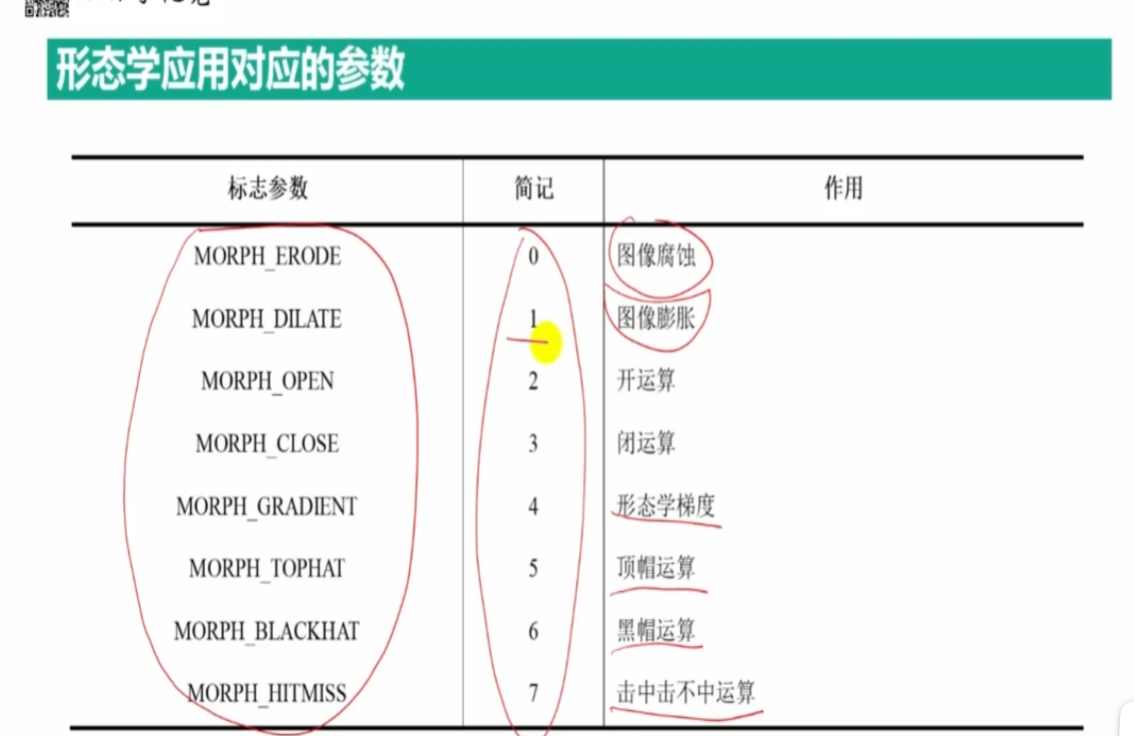 形态学应用对应的参数
标志参数 简记 作用
MORPH_ERODE 0 图像腐蚀
MORPH_DILATE 1 图像膨胀
MORPH_OPEN 2 开运算
MORPH_CLOSE 3 闭运算
MORPH_GRADIENT 4 形态学梯度
MORPH_TOPHAT 5 顶帽运算
MORPH_BLACKHAT 6 黑帽运算
MORPH_HITMISS 7 击中击不中运算